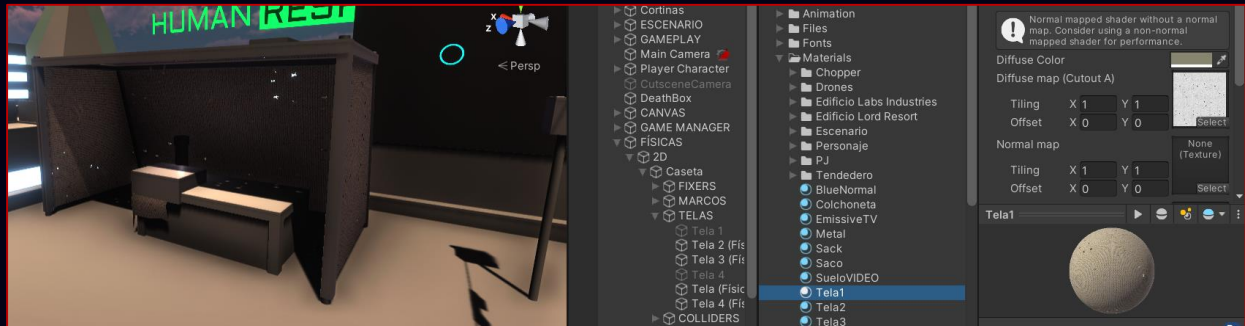 HUMAN REST
X
Z
Persp
Cortinas
ESCENARIO
GAMEPLAY
Main Camera
Player Character
CutsceneCamera
DeathBox
CANVAS
GAME MANAGER
FÍSICAS
2D
Caseta
FIXERS
MARCOS
TELAS
Tela 1
Tela 2 (Fís
Tela 3 (Fís
Tela 4
Tela (Físic
Tela 4 (Fís
COLLIDERS
Animation
Files
Fonts
Materials
Chopper
Drones
Edificio Labs Industries
Edificio Lord Resort
Escenario
Personaje
PJ
Tendedero
BlueNormal
Colchoneta
EmissiveTV
Metal
Sack
Saco
SueloVIDEO
Tela1
Tela2
Tela3
Normal mapped shader without a normal
map. Consider using a non-normal
mapped shader for performance.
Diffuse Color
Diffuse map (Cutout A)
Tiling X 1 Y 1
Offset X 0 Y 0 Select
Normal map
None
(Texture)
Tiling X 1 Y 1
Offset X 0 Y 0 Select
Tela1